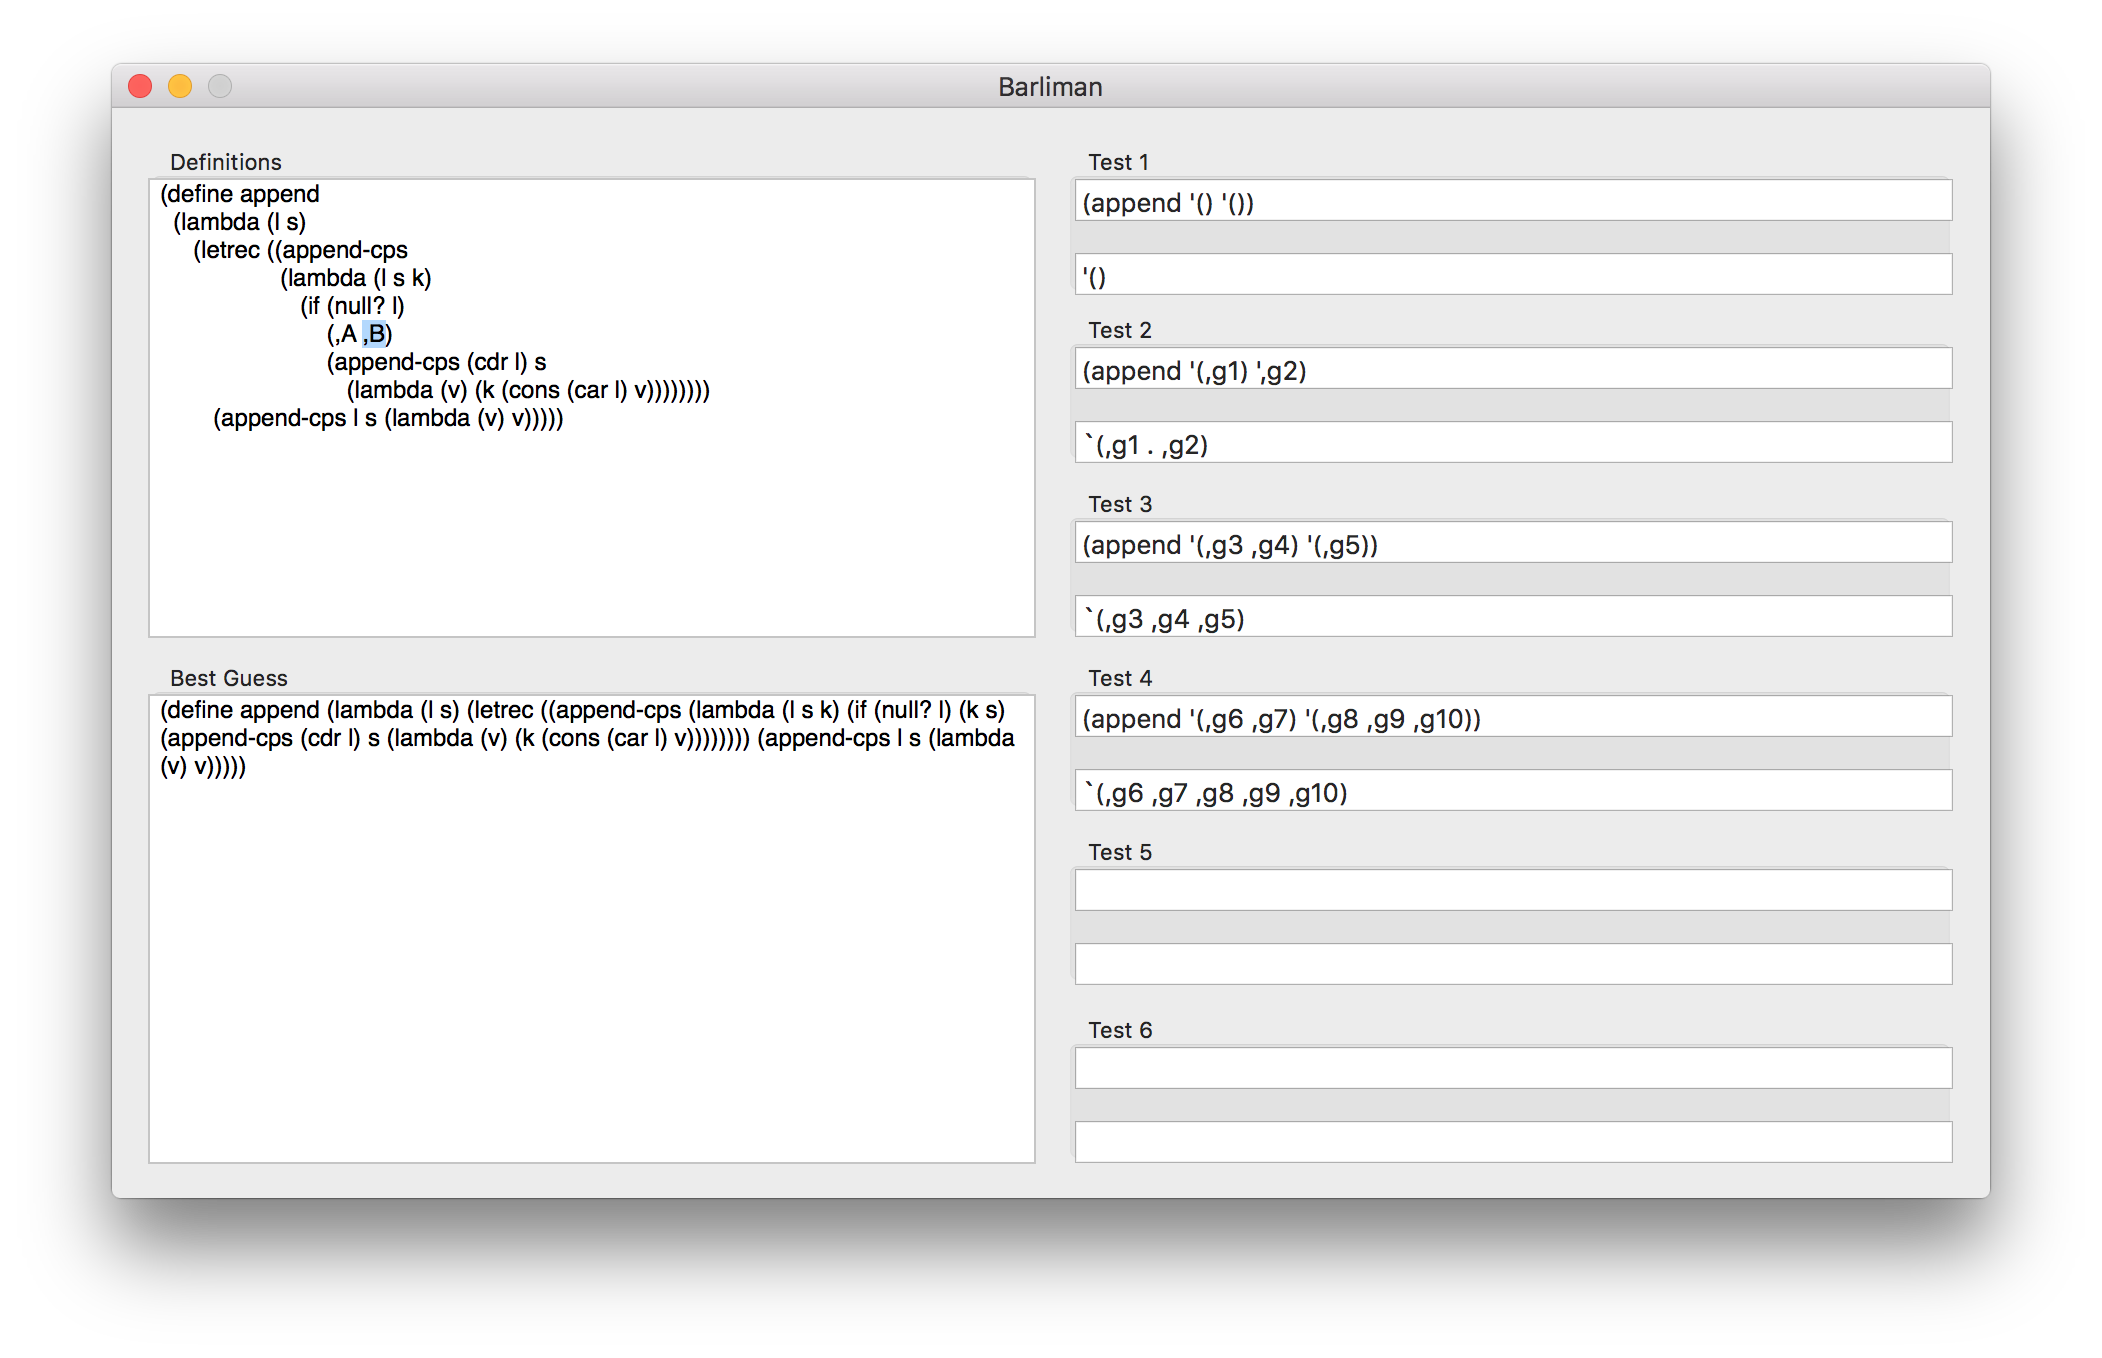 Barliman
Definitions
(define append
(lambda (l s)
(letrec ((append-cps
(lambda (l s k)
(if (null? l)
(,A ,B)
(append-cps (cdr l) s
(lambda (v) (k (cons (car l) v))))))))
(append-cps l s (lambda (v) v)))))
Best Guess
(define append (lambda (l s) (letrec ((append-cps (lambda (l s k) (if (null? l) (k s)
(append-cps (cdr l) s (lambda (v) (k (cons (car l) v)))))))) (append-cps l s (lambda
(v) v)))))
Test 1
(append '() '())
'()
Test 2
(append '(,g1) ',g2)
`(,g1 . ,g2)
Test 3
(append '(,g3 ,g4) '(,g5))
`(,g3 ,g4 ,g5)
Test 4
(append '(,g6 ,g7) '(,g8 ,g9 ,g10))
`(,g6 ,g7 ,g8 ,g9 ,g10)
Test 5
Test 6